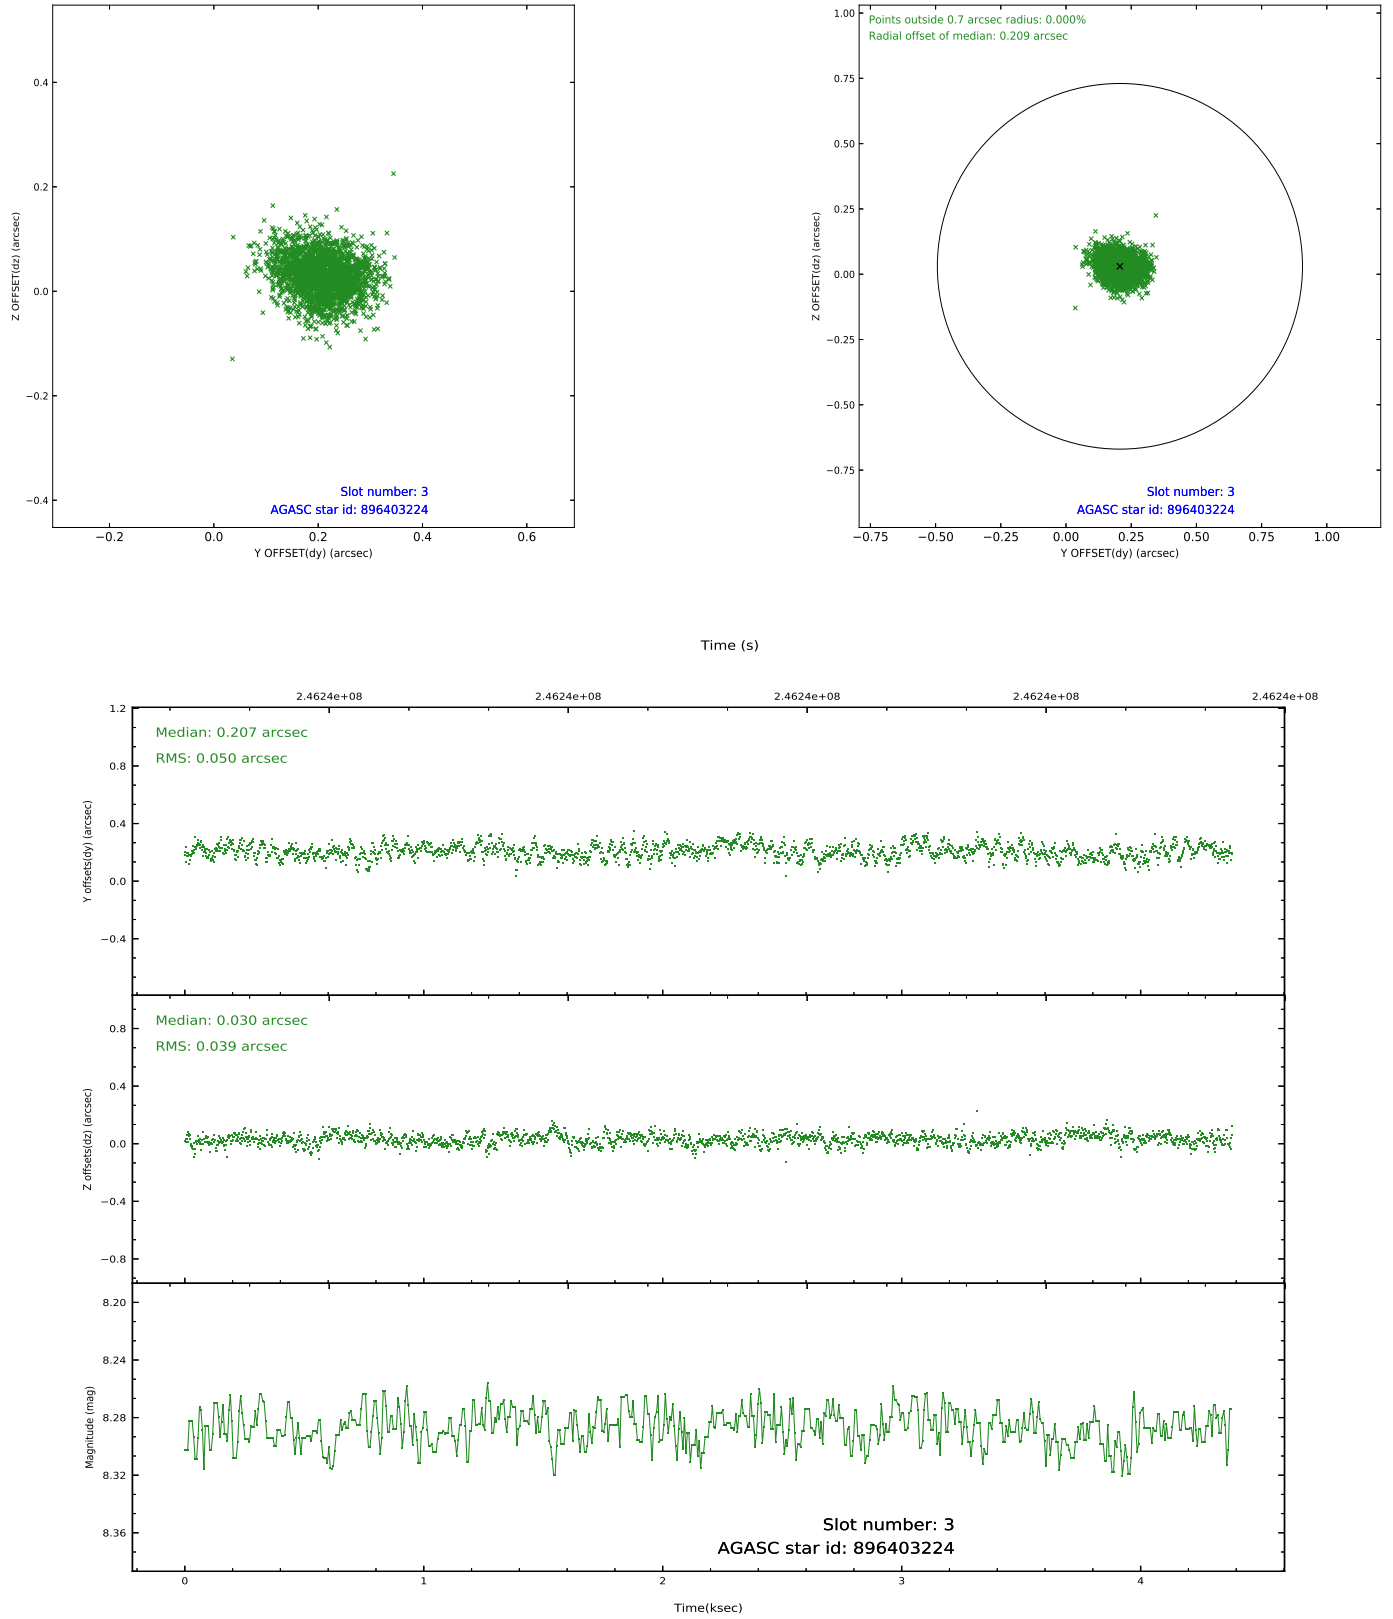 0.4
0.2
0.0
−0.2
−0.4
Z OFFSET(dz) (arcsec)
Slot number: 3
AGASC star id: 896403224
−0.2 0.0 0.2 0.4 0.6
Y OFFSET(dy) (arcsec)
Points outside 0.7 arcsec radius: 0.000%
Radial offset of median: 0.209 arcsec
1.00
0.75
0.50
0.25
0.00
−0.25
−0.50
−0.75
Z OFFSET(dz) (arcsec)
Slot number: 3
AGASC star id: 896403224
−0.75 −0.50 −0.25 0.00 0.25 0.50 0.75 1.00
Y OFFSET(dy) (arcsec)
Time (s)
2.4624e+08 2.4624e+08 2.4624e+08 2.4624e+08 2.4624e+08
Median: 0.207 arcsec
RMS: 0.050 arcsec
1.2
0.8
0.4
0.0
−0.4
Y offsets(dy) (arcsec)
Median: 0.030 arcsec
RMS: 0.039 arcsec
0.8
0.4
0.0
−0.4
−0.8
Z offsets(dz) (arcsec)
8.20
8.24
8.28
8.32
8.36
Magnitude (mag)
Slot number: 3
AGASC star id: 896403224
0 1 2 3 4
Time(ksec)